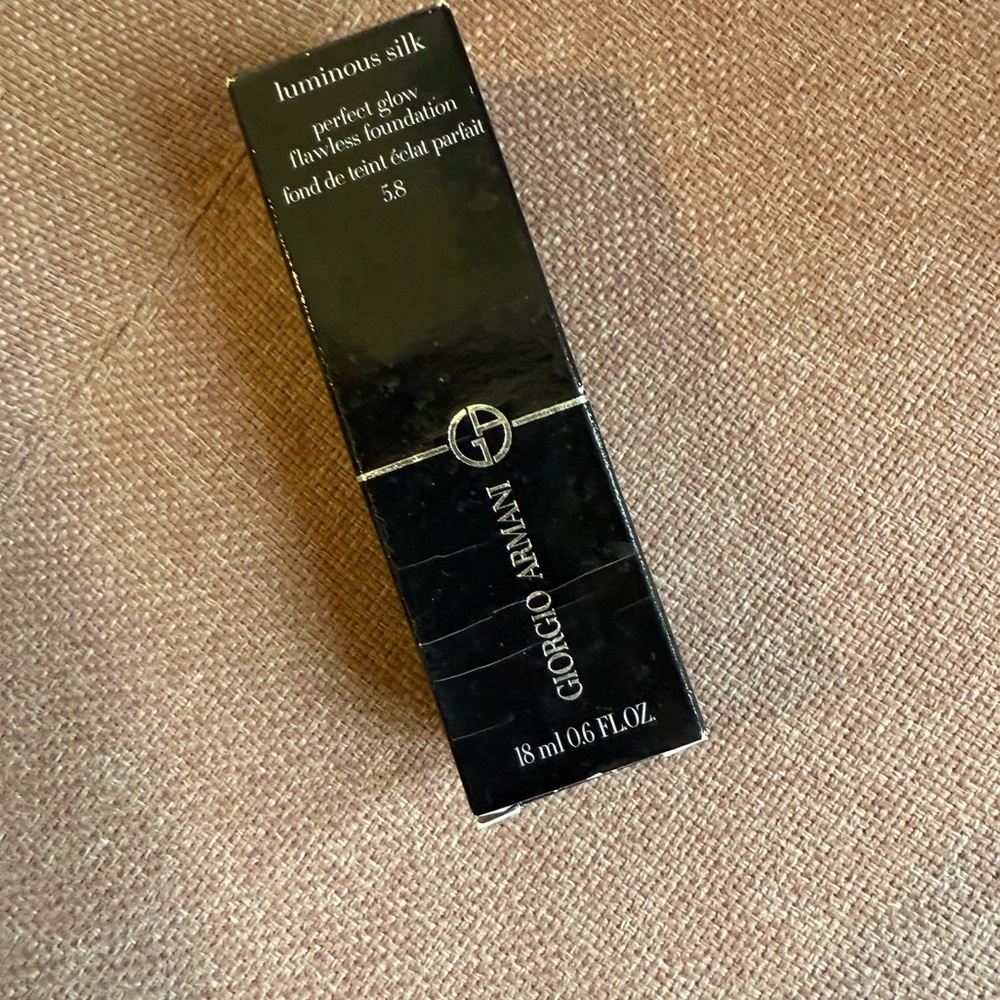 luminous silk
perfect glow
flawless foundation
fond de teint éclat parfait
5.8
GA
GIORGIO ARMANI
18 ml 0.6 FL.OZ.